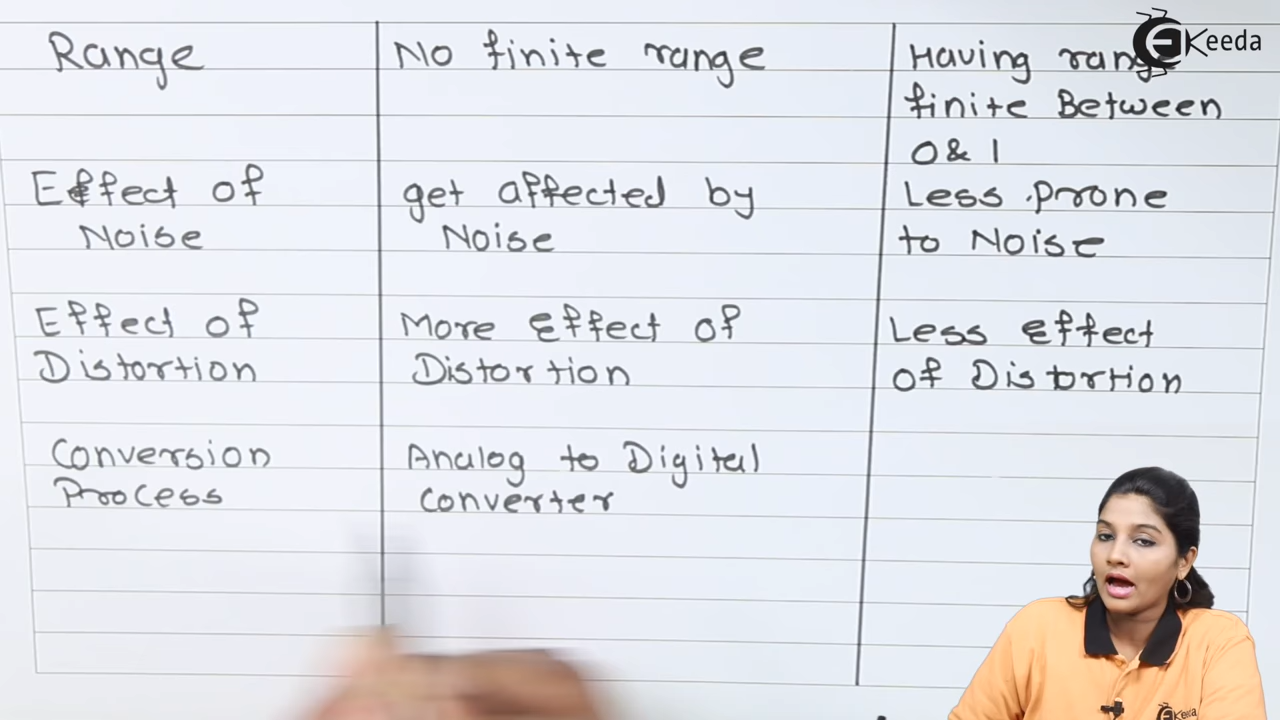 Range
No finite range
Having range
finite Between
0 & 1
Effect of
Noise
get affected by
Noise
Less prone
to Noise
Effect of
Distortion
More Effect of
Distortion
Less Effect
of Distortion
Conversion
Process
Analog to Digital
converter
EKeeda
EKeeda